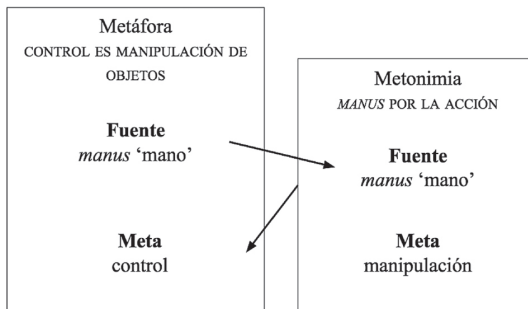 Metáfora
CONTROL ES MANIPULACIÓN DE
OBJETOS
Fuente
manus ‘mano’
Meta
control
Metonimia
MANUS POR LA ACCIÓN
Fuente
manus ‘mano’
Meta
manipulación